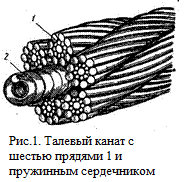 1
2
Рис.1. Талевый канат с
шестью прядями 1 и
пружинным сердечником